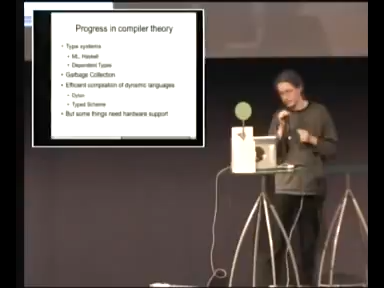 Progress in compiler theory
Type systems
ML, Haskell
Dependent Types
Garbage Collection
Efficient compilation of dynamic languages
Dylan
Typed Scheme
But some things need hardware support